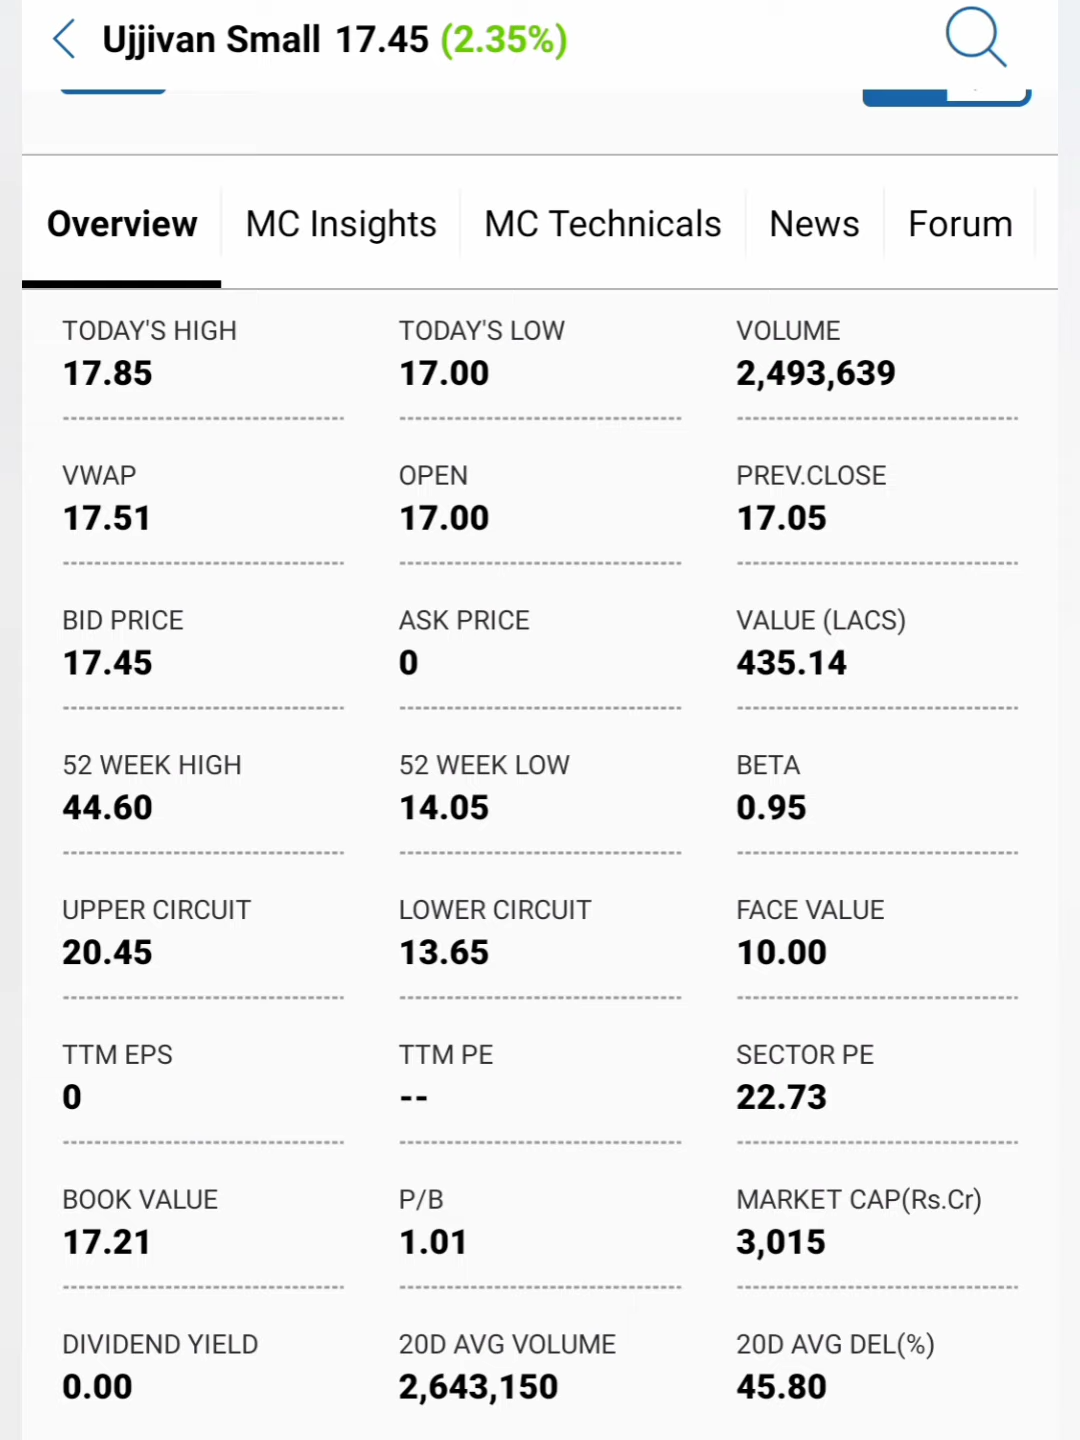 Ujjivan Small 17.45 (2.35%)
Overview MC Insights MC Technicals News Forum
TODAY'S HIGH TODAY'S LOW VOLUME
17.85 17.00 2,493,639
VWAP OPEN PREV.CLOSE
17.51 17.00 17.05
BID PRICE ASK PRICE VALUE (LACS)
17.45 0 435.14
52 WEEK HIGH 52 WEEK LOW BETA
44.60 14.05 0.95
UPPER CIRCUIT LOWER CIRCUIT FACE VALUE
20.45 13.65 10.00
TTM EPS TTM PE SECTOR PE
0 -- 22.73
BOOK VALUE P/B MARKET CAP(Rs.Cr)
17.21 1.01 3,015
DIVIDEND YIELD 20D AVG VOLUME 20D AVG DEL(%)
0.00 2,643,150 45.80